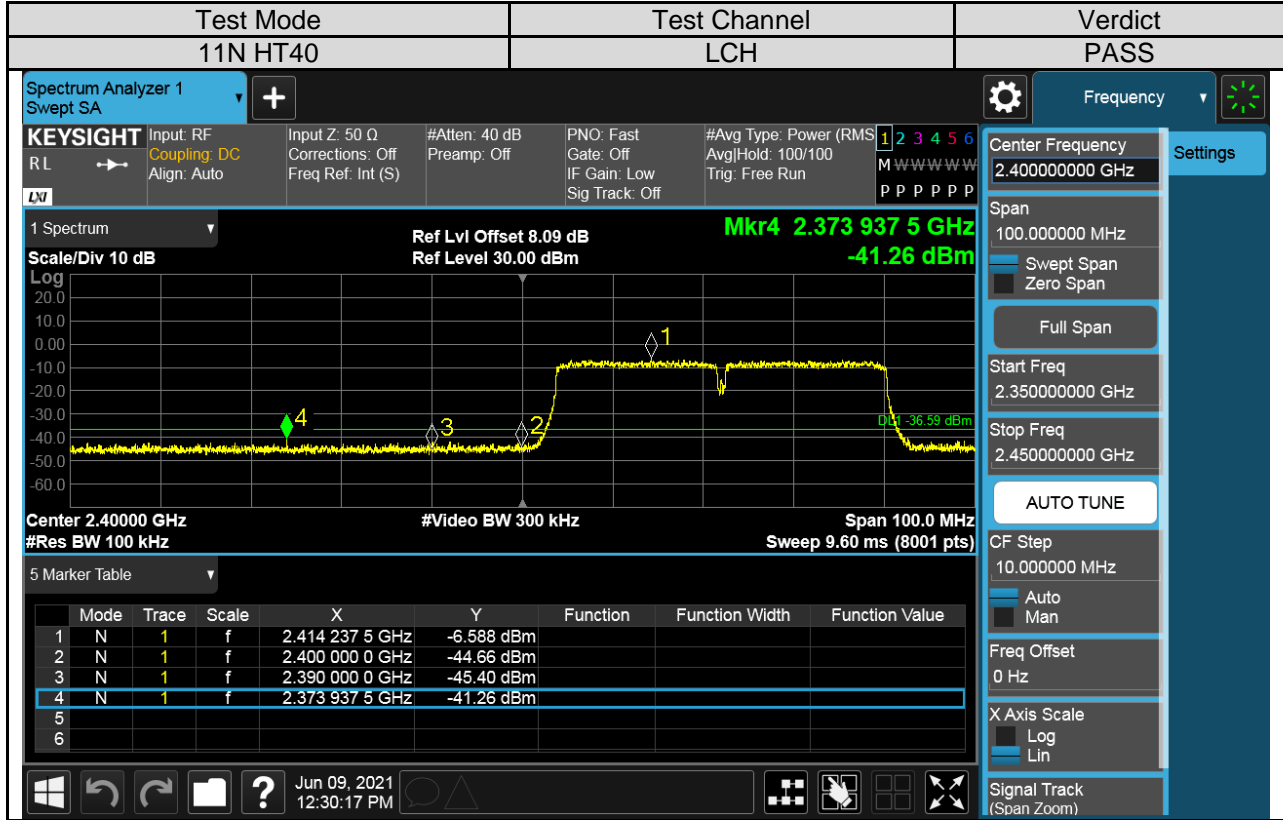 Test Mode Test Channel Verdict
11N HT40 LCH PASS
Spectrum Analyzer 1
Swept SA
+
Frequency
KEYSIGHT
RL
LXI
Input: RF
Coupling: DC
Align: Auto
Input Z: 50 Ω
Corrections: Off
Freq Ref: Int (S)
#Atten: 40 dB
Preamp: Off
PNO: Fast
Gate: Off
IF Gain: Low
Sig Track: Off
#Avg Type: Power (RMS
Avg|Hold: 100/100
Trig: Free Run
1 2 3 4 5 6
M W W W W W
P P P P P P
1 Spectrum
Scale/Div 10 dB
Ref Lvl Offset 8.09 dB
Ref Level 30.00 dBm
Mkr4 2.373 937 5 GHz
-41.26 dBm
Log
20.0
10.0
0.00
-10.0
-20.0
-30.0
-40.0
-50.0
-60.0
1
4
3
2
DL1 -36.59 dBm
Center 2.40000 GHz
#Res BW 100 kHz
#Video BW 300 kHz
Span 100.0 MHz
Sweep 9.60 ms (8001 pts)
5 Marker Table
Mode Trace Scale X Y Function Function Width Function Value
1 N 1 f 2.414 237 5 GHz -6.588 dBm
2 N 1 f 2.400 000 0 GHz -44.66 dBm
3 N 1 f 2.390 000 0 GHz -45.40 dBm
4 N 1 f 2.373 937 5 GHz -41.26 dBm
5
6
?
Jun 09, 2021
12:30:17 PM
Center Frequency
2.400000000 GHz
Settings
Span
100.000000 MHz
Swept Span
Zero Span
Full Span
Start Freq
2.350000000 GHz
Stop Freq
2.450000000 GHz
AUTO TUNE
CF Step
10.000000 MHz
Auto
Man
Freq Offset
0 Hz
X Axis Scale
Log
Lin
Signal Track
(Span Zoom)